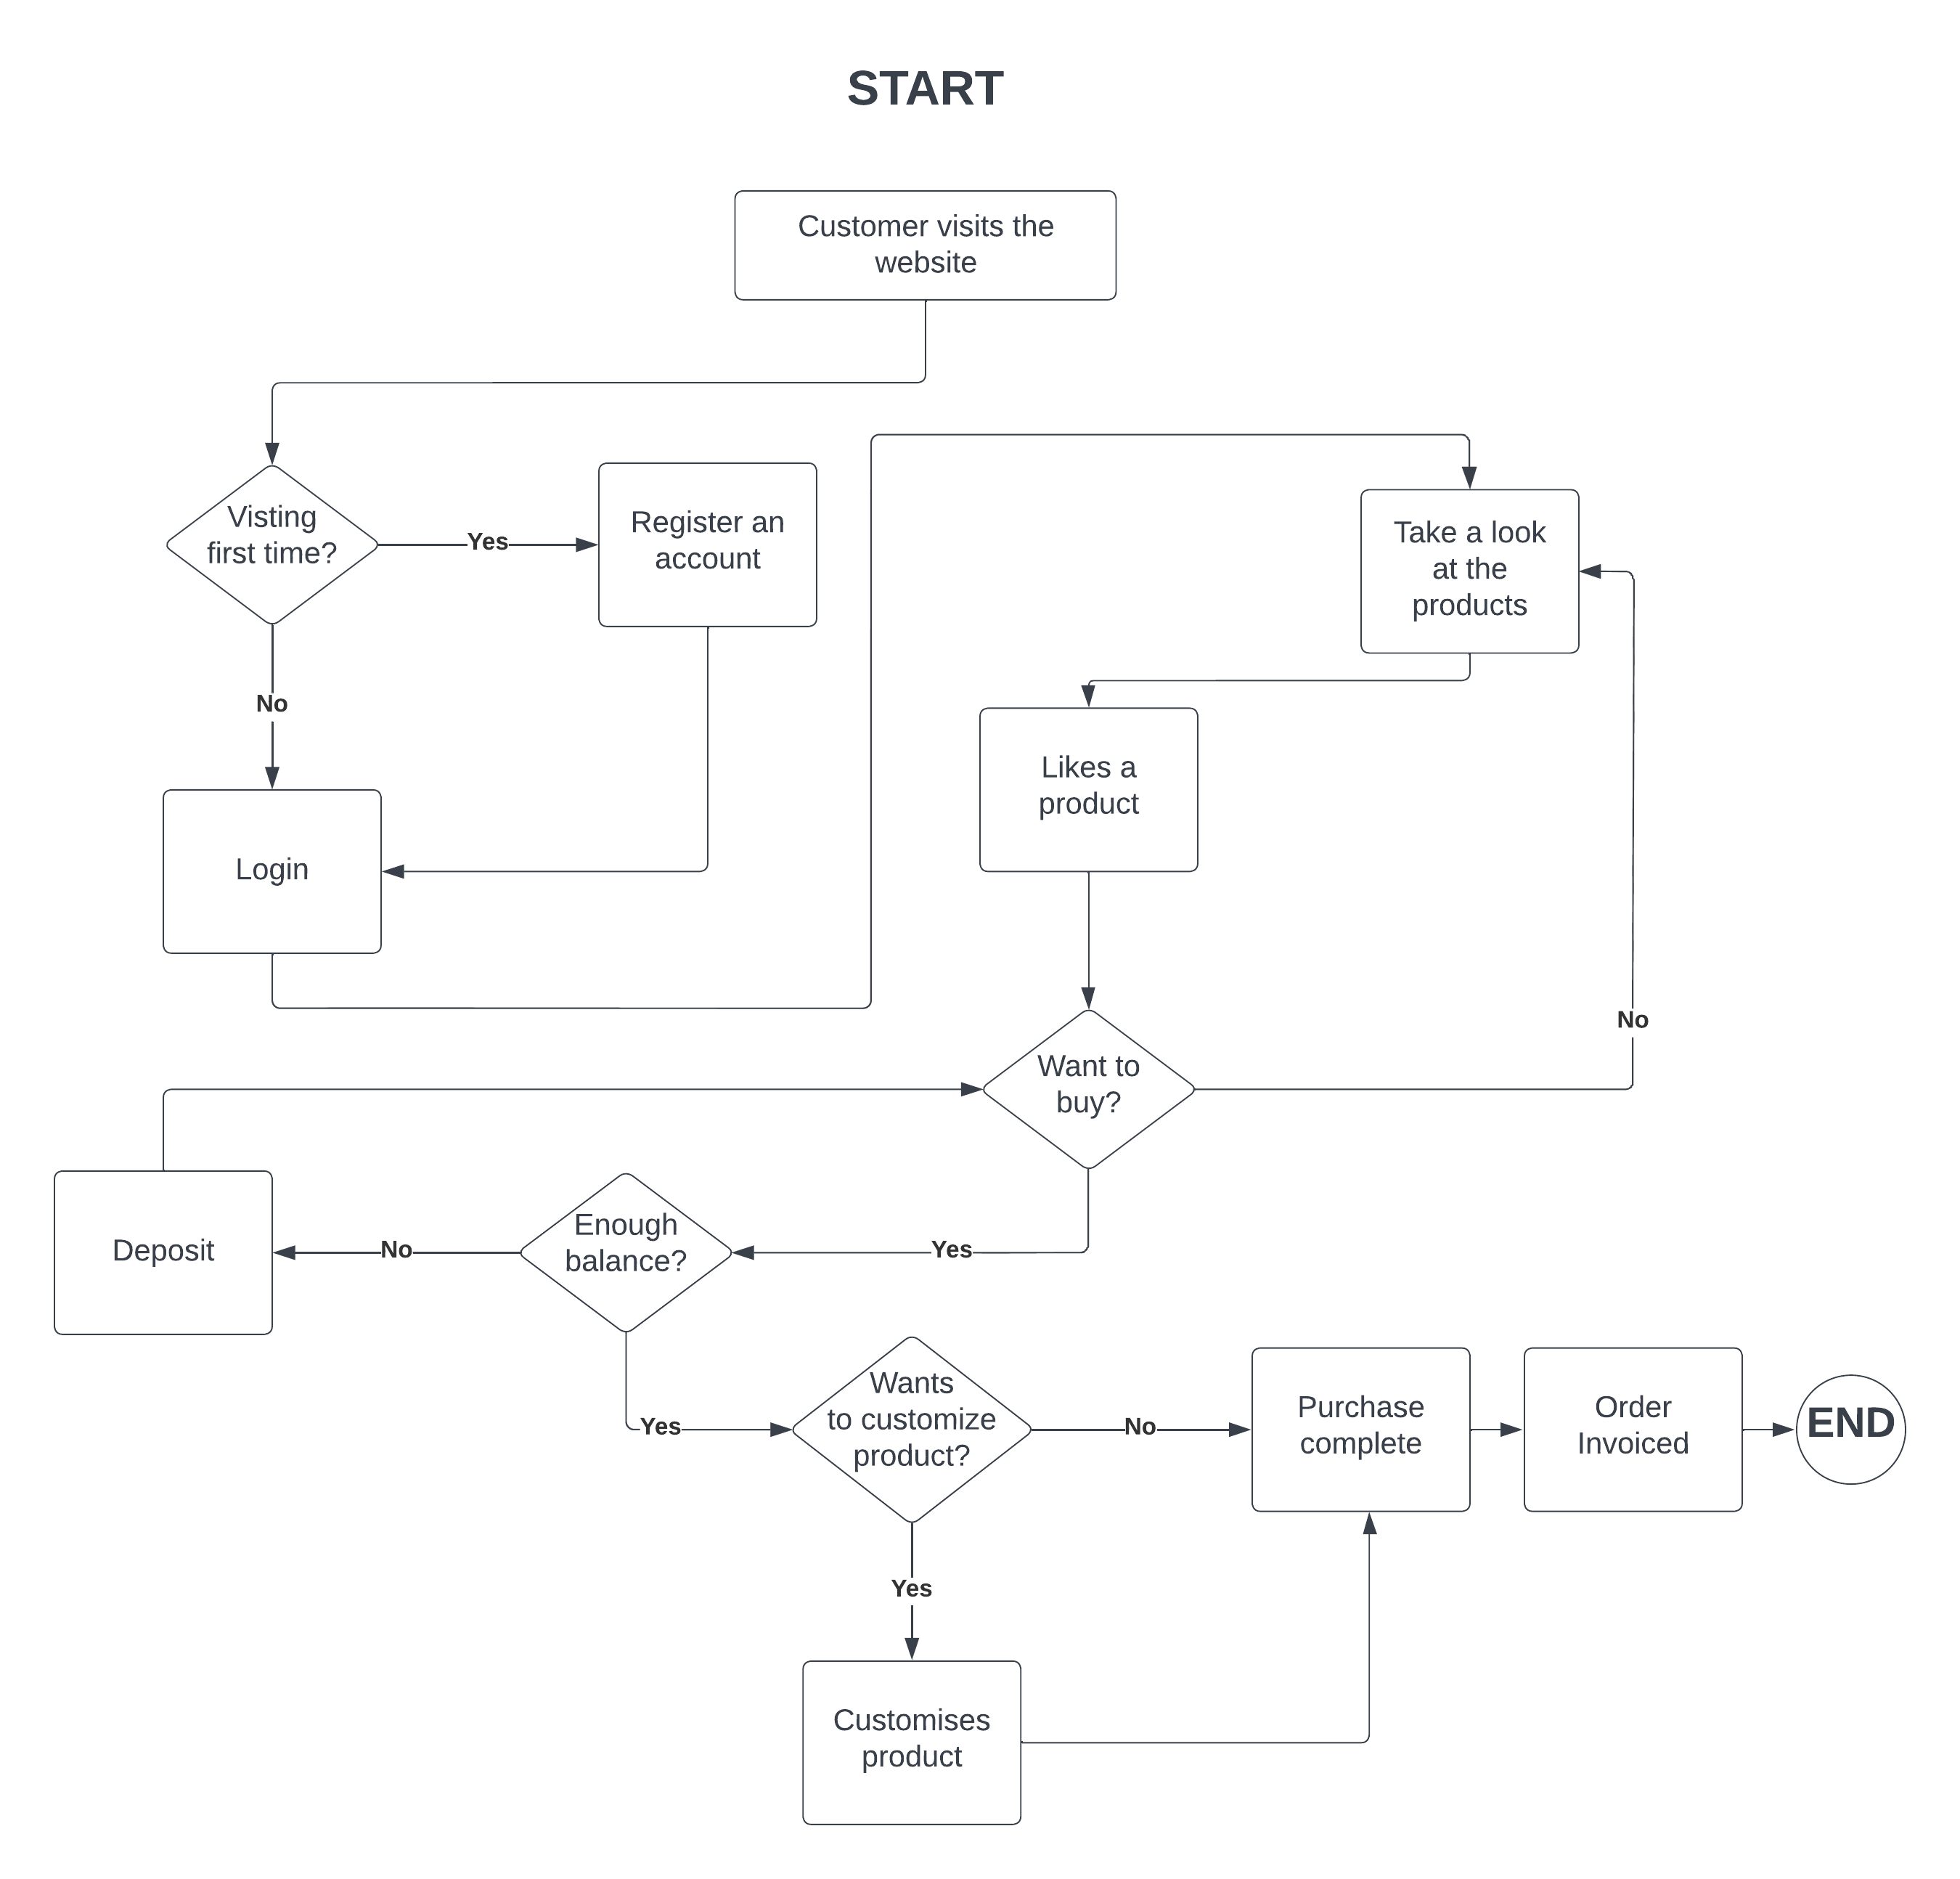 START
Customer visits the
website
Visting
first time?
Yes
Register an
account
No
Login
Take a look
at the
products
Likes a
product
Want to
buy?
No
Yes
Enough
balance?
No
Deposit
Yes
Wants
to customize
product?
No
Purchase
complete
Order
Invoiced
END
Yes
Customises
product